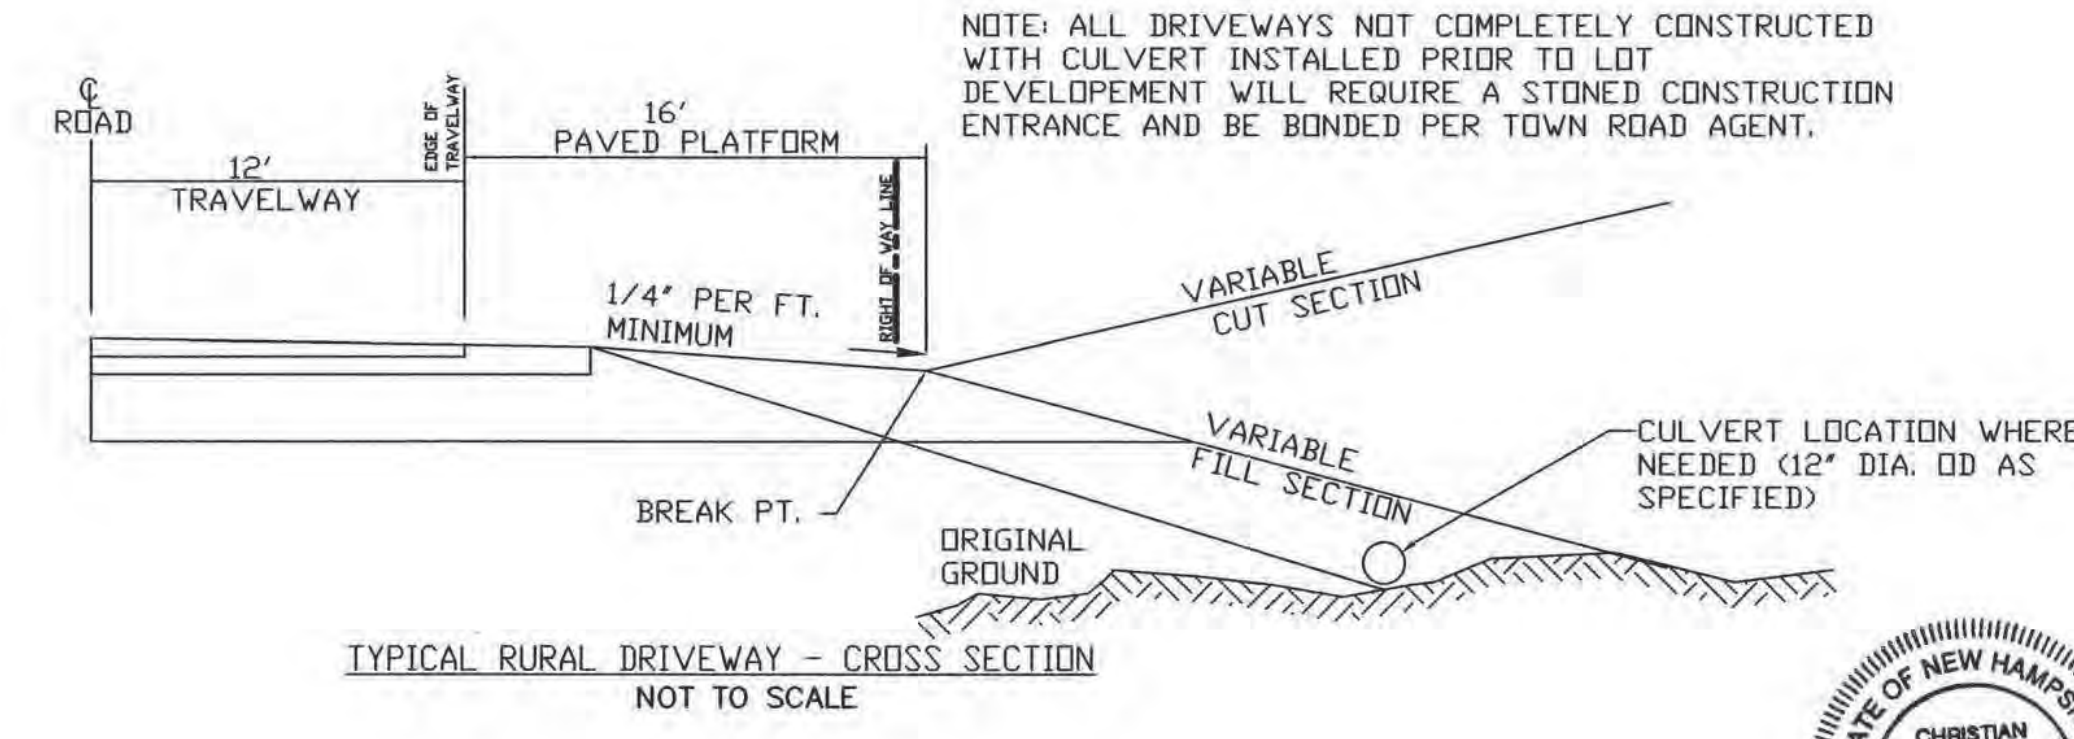 NOTE: ALL DRIVEWAYS NOT COMPLETELY CONSTRUCTED
WITH CULVERT INSTALLED PRIOR TO LOT
DEVELOPEMENT WILL REQUIRE A STONED CONSTRUCTION
ENTRANCE AND BE BONDED PER TOWN ROAD AGENT.
℄
ROAD
12'
TRAVELWAY
EDGE OF
TRAVELWAY
16'
PAVED PLATFORM
RIGHT OF WAY LINE
1/4" PER FT.
MINIMUM
VARIABLE
CUT SECTION
VARIABLE
FILL SECTION
CULVERT LOCATION WHERE
NEEDED (12" DIA. OD AS
SPECIFIED)
BREAK PT.
ORIGINAL
GROUND
TYPICAL RURAL DRIVEWAY - CROSS SECTION
NOT TO SCALE
OF NEW HAMPS
CHRISTIAN